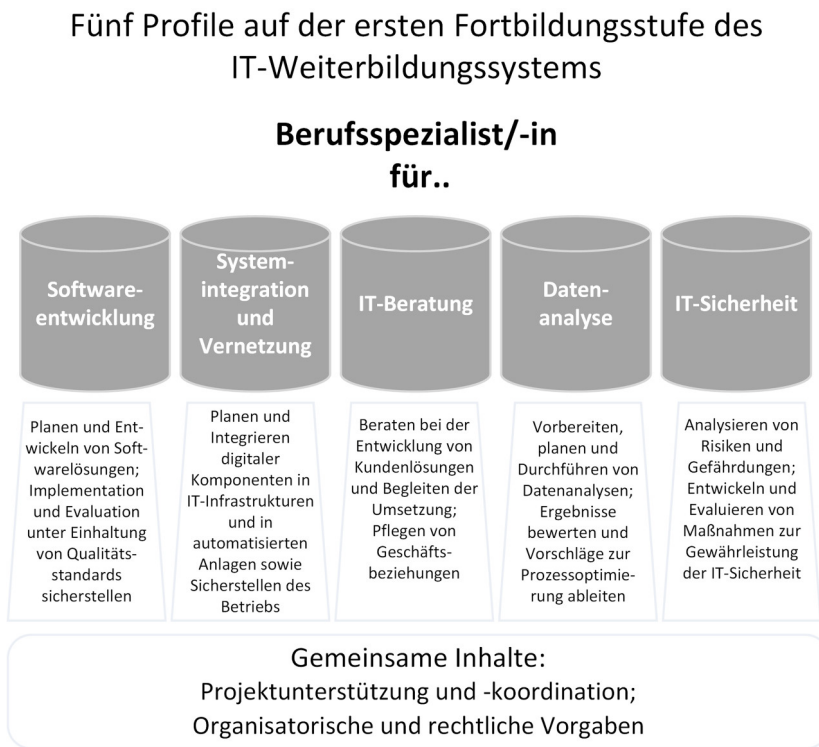 Fünf Profile auf der ersten Fortbildungsstufe des
IT-Weiterbildungssystems
Berufsspezialist/-in
für..
Software-
entwicklung
System-
integration
und
Vernetzung
IT-Beratung
Daten-
analyse
IT-Sicherheit
Planen und Ent-
wickeln von Soft-
warelösungen;
Implementation
und Evaluation
unter Einhaltung
von Qualitäts-
standards
sicherstellen
Planen und
Integrieren
digitaler
Komponenten in
IT-Infrastrukturen
und in
automatisierten
Anlagen sowie
Sicherstellen des
Betriebs
Beraten bei der
Entwicklung von
Kundenlösungen
und Begleiten der
Umsetzung;
Pflegen von
Geschäfts-
beziehungen
Vorbereiten,
planen und
Durchführen von
Datenanalysen;
Ergebnisse
bewerten und
Vorschläge zur
Prozessoptimie-
rung ableiten
Analysieren von
Risiken und
Gefährdungen;
Entwickeln und
Evaluieren von
Maßnahmen zur
Gewährleistung
der IT-Sicherheit
Gemeinsame Inhalte:
Projektunterstützung und -koordination;
Organisatorische und rechtliche Vorgaben